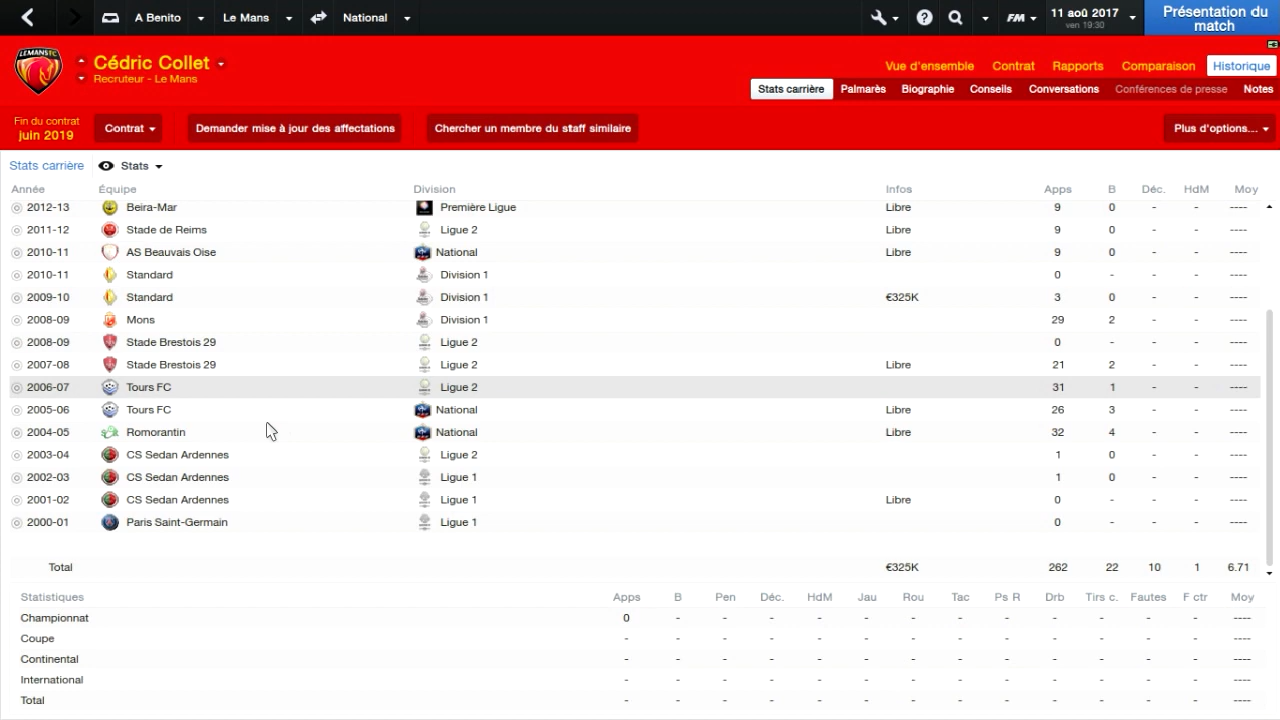 A Benito Le Mans National FM 11 aoû 2017 Présentation du
ven 19:30 match
LE MANS FC
Cédric Collet
Recruteur - Le Mans
Vue d'ensemble Contrat Rapports Comparaison Historique
Stats carrière Palmarès Biographie Conseils Conversations Conférences de presse Notes
Fin du contrat
juin 2019
Contrat Demander mise à jour des affectations Chercher un membre du staff similaire Plus d'options...
Stats carrière Stats
Année Équipe Division Infos Apps B Déc. HdM Moy
2012-13 Beira-Mar Première Ligue Libre 9 0 - - ----
2011-12 Stade de Reims Ligue 2 Libre 9 0 - - ----
2010-11 AS Beauvais Oise National Libre 9 0 - - ----
2010-11 Standard Division 1 0 - - - ----
2009-10 Standard Division 1 €325K 3 0 - - ----
2008-09 Mons Division 1 29 2 - - ----
2008-09 Stade Brestois 29 Ligue 2 0 - - - ----
2007-08 Stade Brestois 29 Ligue 2 Libre 21 2 - - ----
2006-07 Tours FC Ligue 2 31 1 - - ----
2005-06 Tours FC National Libre 26 3 - - ----
2004-05 Romorantin National Libre 32 4 - - ----
2003-04 CS Sedan Ardennes Ligue 2 1 0 - - ----
2002-03 CS Sedan Ardennes Ligue 1 1 0 - - ----
2001-02 CS Sedan Ardennes Ligue 1 Libre 0 - - - ----
2000-01 Paris Saint-Germain Ligue 1 0 - - - ----
Total €325K 262 22 10 1 6.71
Statistiques Apps B Pen Déc. HdM Jau Rou Tac Ps R Drb Tirs c. Fautes F ctr Moy
Championnat 0 - - - - - - - - - - - - ----
Coupe - - - - - - - - - - - - - ----
Continental - - - - - - - - - - - - - ----
International - - - - - - - - - - - - - ----
Total - - - - - - - - - - - - - ----